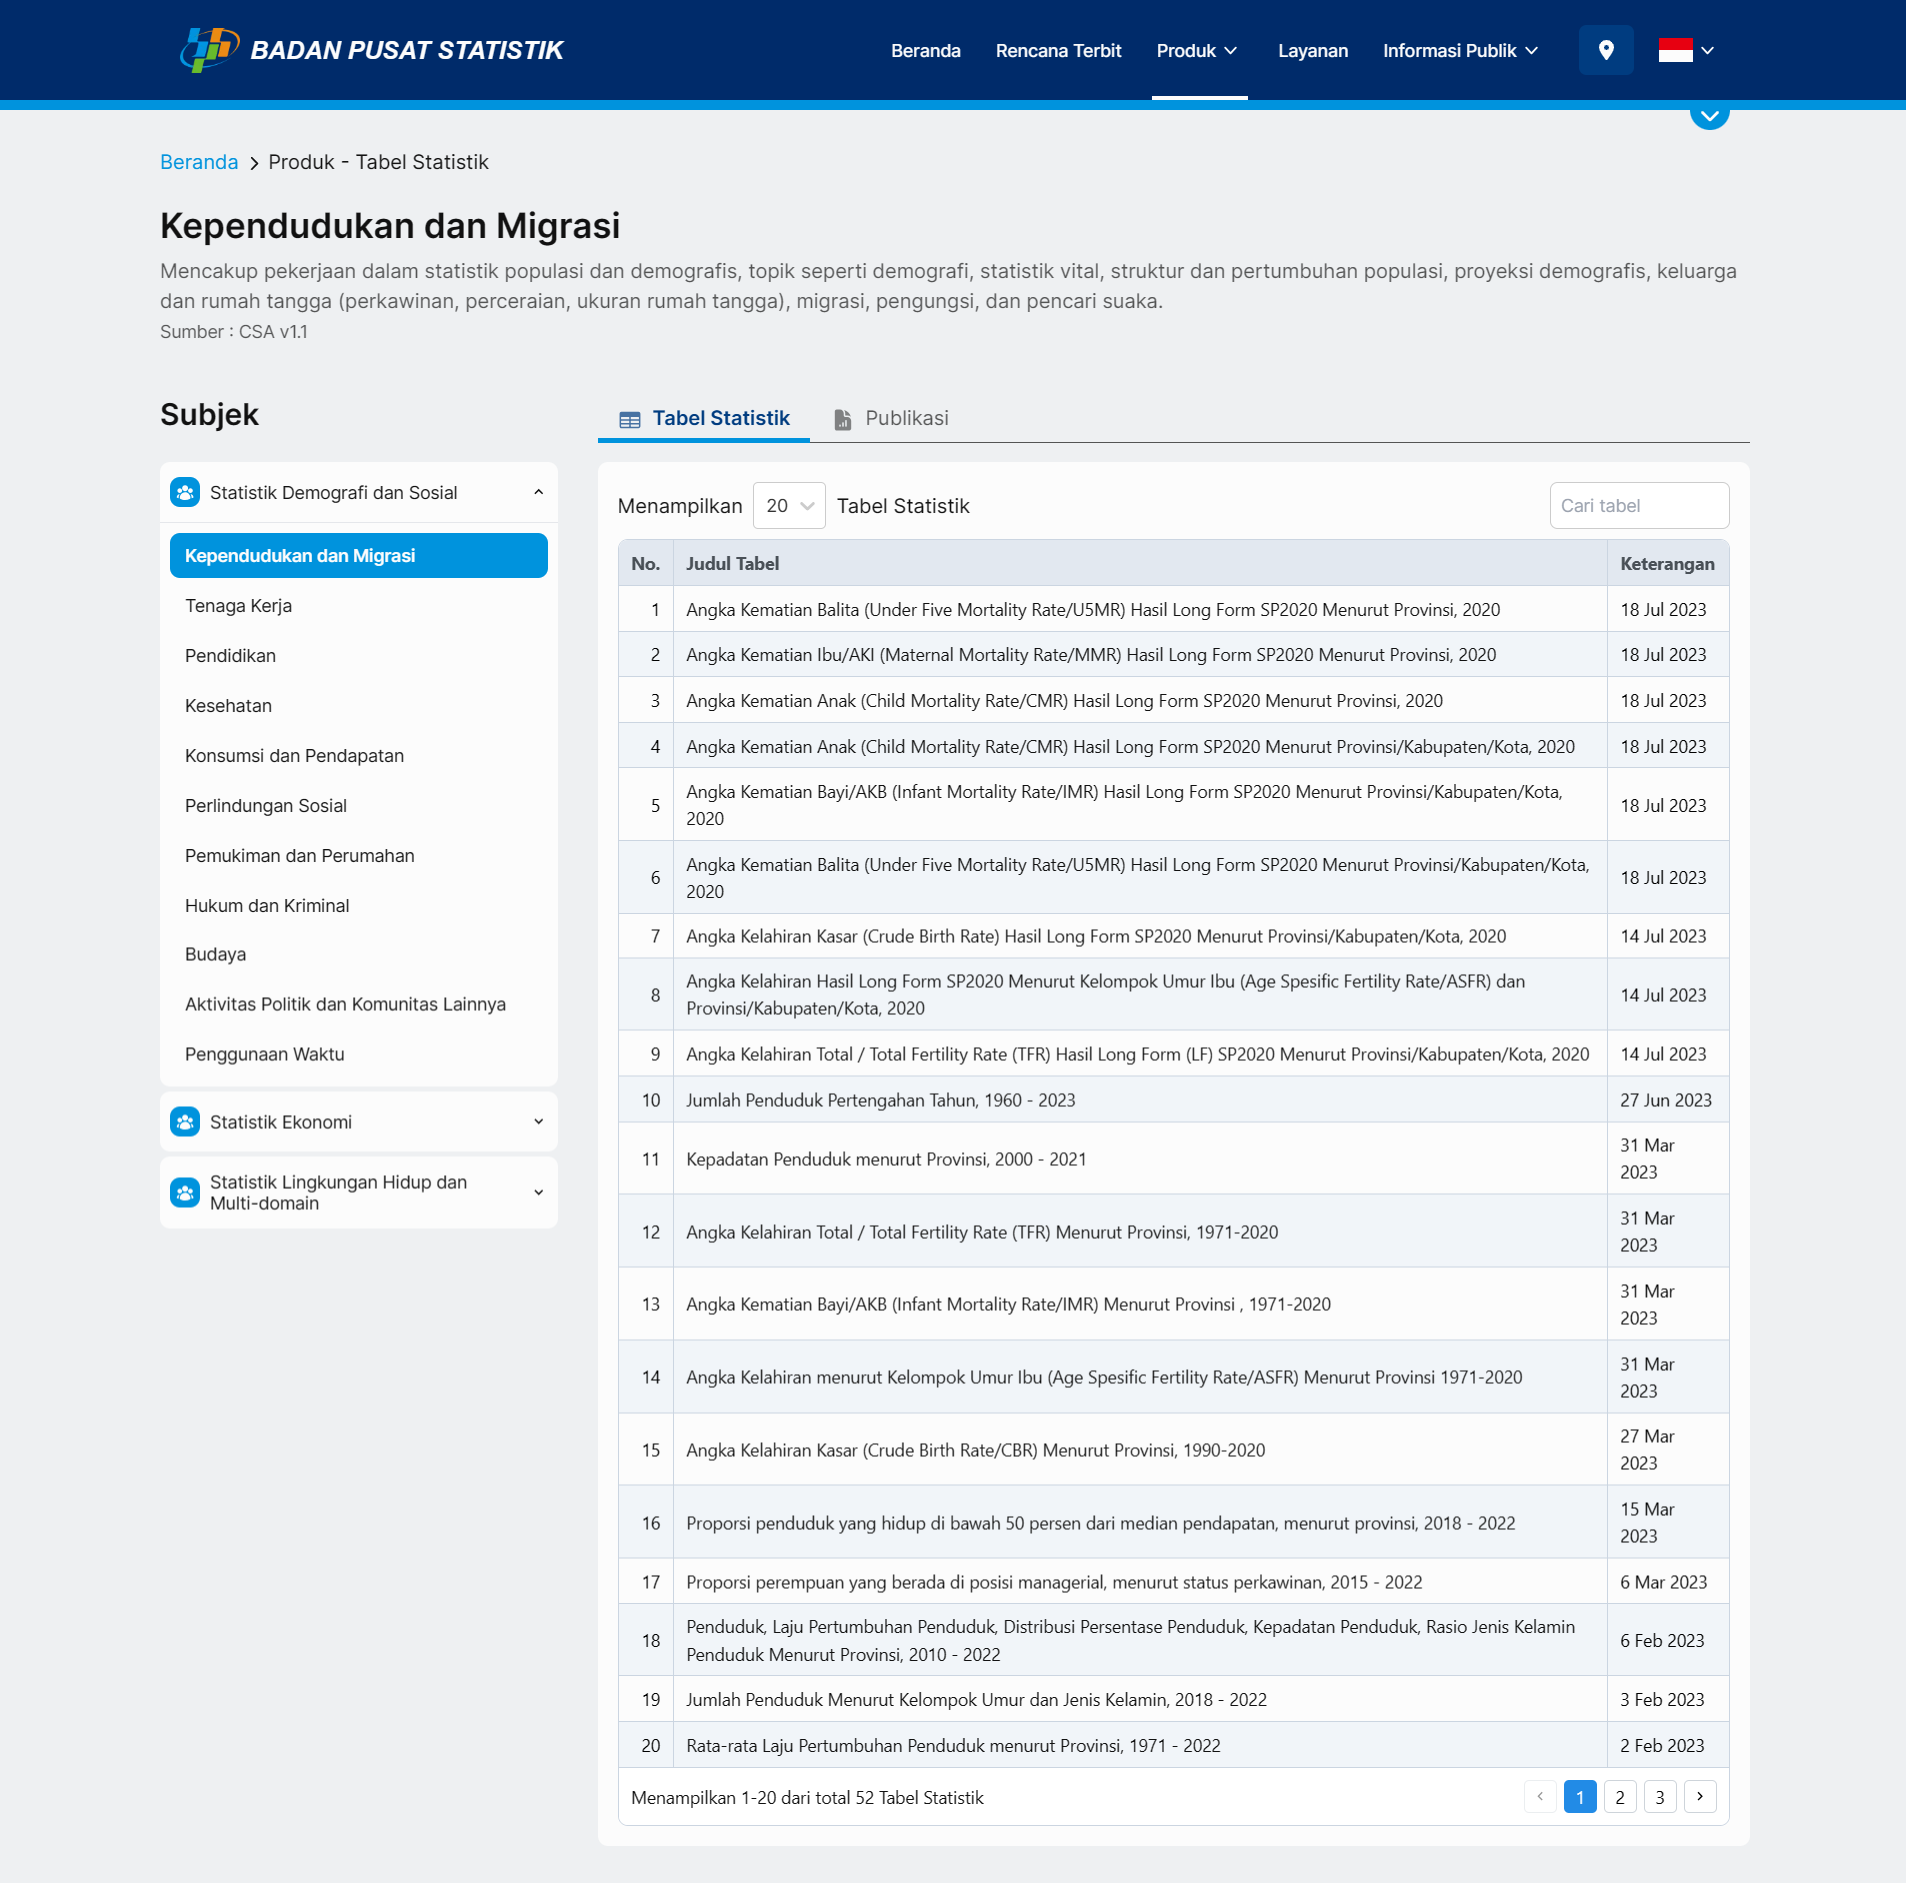 BADAN PUSAT STATISTIK
Beranda
Rencana Terbit
Produk
Layanan
Informasi Publik
Beranda > Produk - Tabel Statistik
Kependudukan dan Migrasi
Mencakup pekerjaan dalam statistik populasi dan demografis, topik seperti demografi, statistik vital, struktur dan pertumbuhan populasi, proyeksi demografis, keluarga
dan rumah tangga (perkawinan, perceraian, ukuran rumah tangga), migrasi, pengungsi, dan pencari suaka.
Sumber : CSA v1.1
Subjek
Statistik Demografi dan Sosial
Kependudukan dan Migrasi
Tenaga Kerja
Pendidikan
Kesehatan
Konsumsi dan Pendapatan
Perlindungan Sosial
Pemukiman dan Perumahan
Hukum dan Kriminal
Budaya
Aktivitas Politik dan Komunitas Lainnya
Penggunaan Waktu
Statistik Ekonomi
Statistik Lingkungan Hidup dan
Multi-domain
Tabel Statistik
Publikasi
Menampilkan 20 Tabel Statistik
Cari tabel
No. Judul Tabel Keterangan
1 Angka Kematian Balita (Under Five Mortality Rate/U5MR) Hasil Long Form SP2020 Menurut Provinsi, 2020 18 Jul 2023
2 Angka Kematian Ibu/AKI (Maternal Mortality Rate/MMR) Hasil Long Form SP2020 Menurut Provinsi, 2020 18 Jul 2023
3 Angka Kematian Anak (Child Mortality Rate/CMR) Hasil Long Form SP2020 Menurut Provinsi, 2020 18 Jul 2023
4 Angka Kematian Anak (Child Mortality Rate/CMR) Hasil Long Form SP2020 Menurut Provinsi/Kabupaten/Kota, 2020 18 Jul 2023
5 Angka Kematian Bayi/AKB (Infant Mortality Rate/IMR) Hasil Long Form SP2020 Menurut Provinsi/Kabupaten/Kota,
2020 18 Jul 2023
6 Angka Kematian Balita (Under Five Mortality Rate/U5MR) Hasil Long Form SP2020 Menurut Provinsi/Kabupaten/Kota,
2020 18 Jul 2023
7 Angka Kelahiran Kasar (Crude Birth Rate) Hasil Long Form SP2020 Menurut Provinsi/Kabupaten/Kota, 2020 14 Jul 2023
8 Angka Kelahiran Hasil Long Form SP2020 Menurut Kelompok Umur Ibu (Age Spesific Fertility Rate/ASFR) dan
Provinsi/Kabupaten/Kota, 2020 14 Jul 2023
9 Angka Kelahiran Total / Total Fertility Rate (TFR) Hasil Long Form (LF) SP2020 Menurut Provinsi/Kabupaten/Kota, 2020 14 Jul 2023
10 Jumlah Penduduk Pertengahan Tahun, 1960 - 2023 27 Jun 2023
11 Kepadatan Penduduk menurut Provinsi, 2000 - 2021 31 Mar
2023
12 Angka Kelahiran Total / Total Fertility Rate (TFR) Menurut Provinsi, 1971-2020 31 Mar
2023
13 Angka Kematian Bayi/AKB (Infant Mortality Rate/IMR) Menurut Provinsi , 1971-2020 31 Mar
2023
14 Angka Kelahiran menurut Kelompok Umur Ibu (Age Spesific Fertility Rate/ASFR) Menurut Provinsi 1971-2020 31 Mar
2023
15 Angka Kelahiran Kasar (Crude Birth Rate/CBR) Menurut Provinsi, 1990-2020 27 Mar
2023
16 Proporsi penduduk yang hidup di bawah 50 persen dari median pendapatan, menurut provinsi, 2018 - 2022 15 Mar
2023
17 Proporsi perempuan yang berada di posisi managerial, menurut status perkawinan, 2015 - 2022 6 Mar 2023
18 Penduduk, Laju Pertumbuhan Penduduk, Distribusi Persentase Penduduk, Kepadatan Penduduk, Rasio Jenis Kelamin
Penduduk Menurut Provinsi, 2010 - 2022 6 Feb 2023
19 Jumlah Penduduk Menurut Kelompok Umur dan Jenis Kelamin, 2018 - 2022 3 Feb 2023
20 Rata-rata Laju Pertumbuhan Penduduk menurut Provinsi, 1971 - 2022 2 Feb 2023
Menampilkan 1-20 dari total 52 Tabel Statistik
‹ 1 2 3 ›